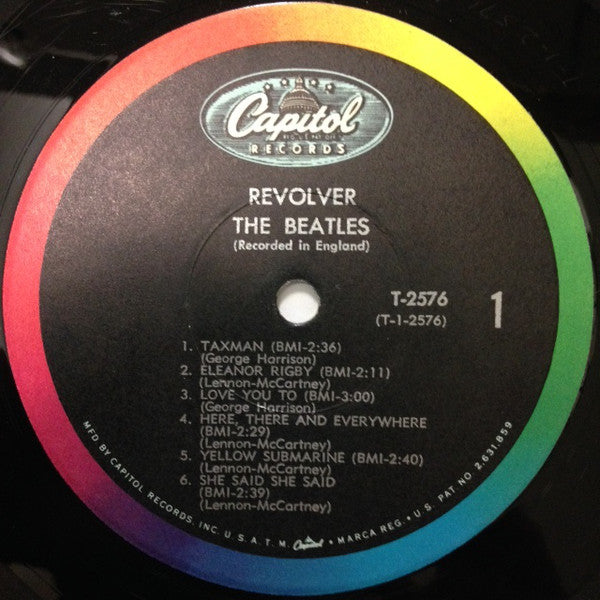 Capitol
RECORDS
REVOLVER
THE BEATLES
(Recorded in England)
T-2576
(T-1-2576)
1
1. TAXMAN (BMI-2:36)
(George Harrison)
2. ELEANOR RIGBY (BMI-2:11)
(Lennon-McCartney)
3. LOVE YOU TO (BMI-3:00)
(George Harrison)
4. HERE, THERE AND EVERYWHERE
(BMI-2:29)
(Lennon-McCartney)
5. YELLOW SUBMARINE (BMI-2:40)
(Lennon-McCartney)
6. SHE SAID SHE SAID
(BMI-2:39)
(Lennon-McCartney)
MFD BY CAPITOL RECORDS, INC. U.S.A. T.M. Capitol • MARCA REG. • U.S. PAT NO. 2,631,859